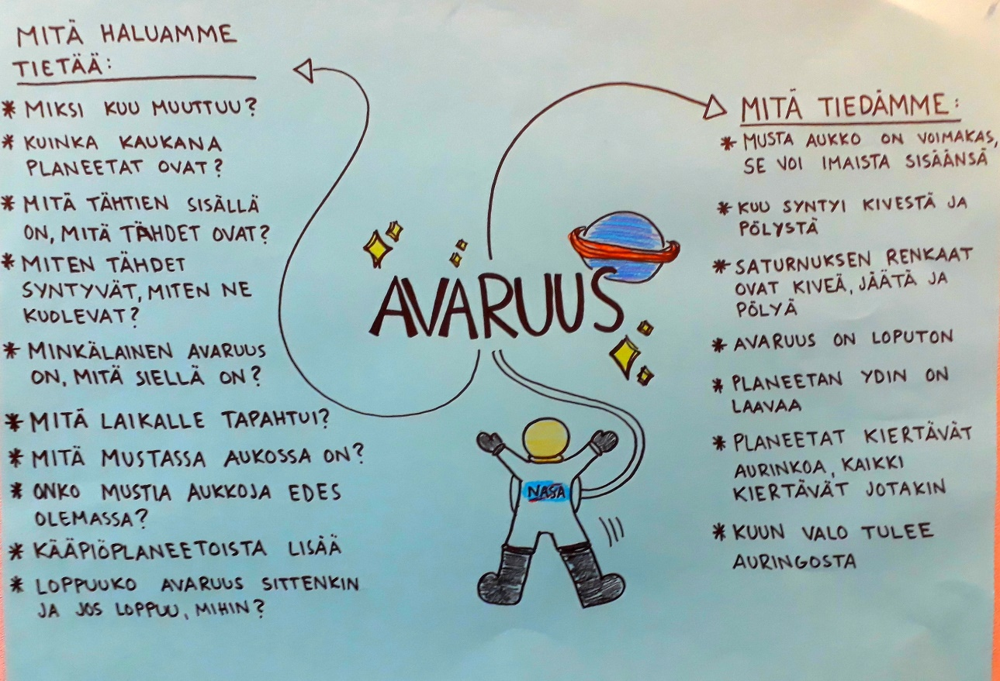 MITÄ HALUAMME
TIETÄÄ:
* MIKSI KUU MUUTTUU?
* KUINKA KAUKANA
PLANEETAT OVAT?
* MITÄ TÄHTIEN SISÄLLÄ
ON, MITÄ TÄHDET OVAT?
* MITEN TÄHDET
SYNTYVÄT, MITEN NE
KUOLEVAT?
* MINKÄLAINEN AVARUUS
ON, MITÄ SIELLÄ ON?
* MITÄ LAIKALLE TAPAHTUI?
* MITÄ MUSTASSA AUKOSSA ON?
* ONKO MUSTIA AUKKOJA EDES
OLEMASSA?
* KÄÄPIÖPLANEETOISTA LISÄÄ
* LOPPUUKO AVARUUS SITTENKIN
JA JOS LOPPUU, MIHIN?
AVARUUS
NASA
MITÄ TIEDÄMME:
* MUSTA AUKKO ON VOIMAKAS,
SE VOI IMAISTA SISÄÄNSÄ
* KUU SYNTYI KIVESTÄ JA
PÖLYSTÄ
* SATURNUKSEN RENKAAT
OVAT KIVEÄ, JÄÄTÄ JA
PÖLYÄ
* AVARUUS ON LOPUTON
* PLANEETAN YDIN ON
LAAVAA
* PLANEETAT KIERTÄVÄT
AURINKOA, KAIKKI
KIERTÄVÄT JOTAKIN
* KUUN VALO TULEE
AURINGOSTA